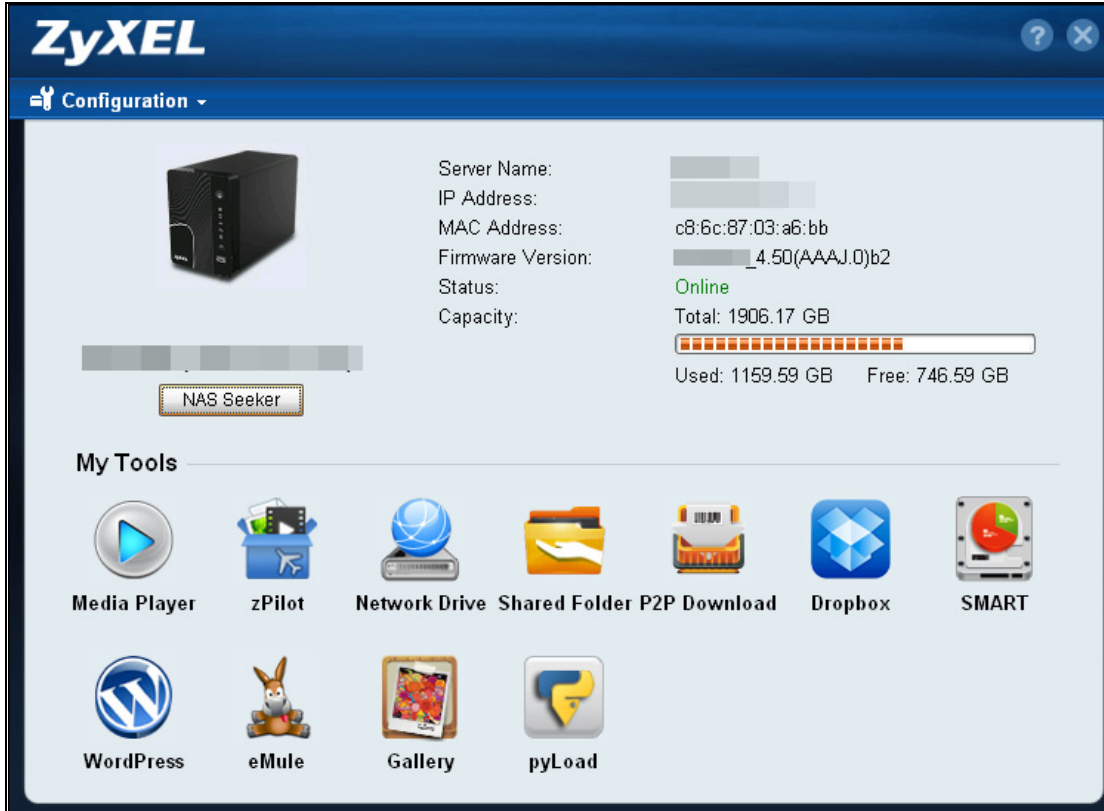 ZyXEL
Configuration
Server Name:
IP Address:
MAC Address: c8:6c:87:03:a6:bb
Firmware Version: _4.50(AAAJ.0)b2
Status: Online
Capacity: Total: 1906.17 GB
Used: 1159.59 GB Free: 746.59 GB
NAS Seeker
My Tools
Media Player zPilot Network Drive Shared Folder P2P Download Dropbox SMART
WordPress eMule Gallery pyLoad